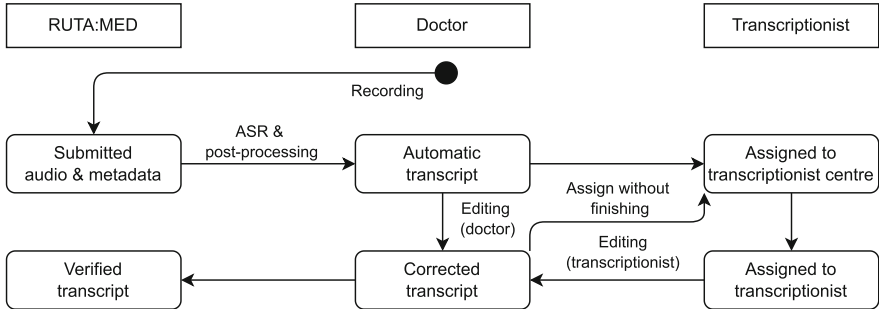 RUTA:MED
Doctor
Transcriptionist
Recording
Submitted
audio & metadata
ASR &
post-processing
Automatic
transcript
Assigned to
transcriptionist centre
Editing
(doctor)
Assign without
finishing
Verified
transcript
Corrected
transcript
Editing
(transcriptionist)
Assigned to
transcriptionist